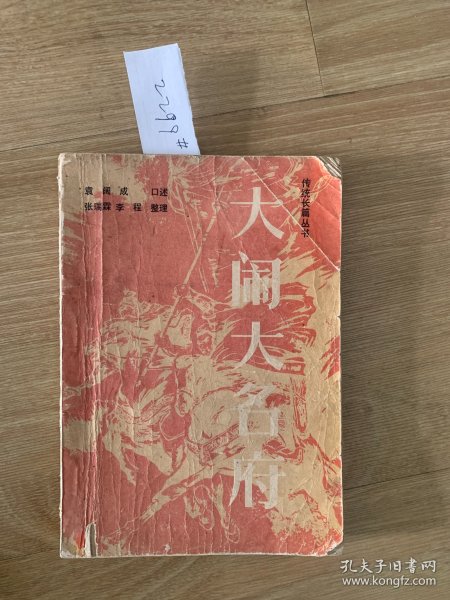 2299#
袁阔成 口述
张瑞霖 李程 整理
传统长篇丛书
大闹大名府
孔夫子旧书网
www.kongfz.com